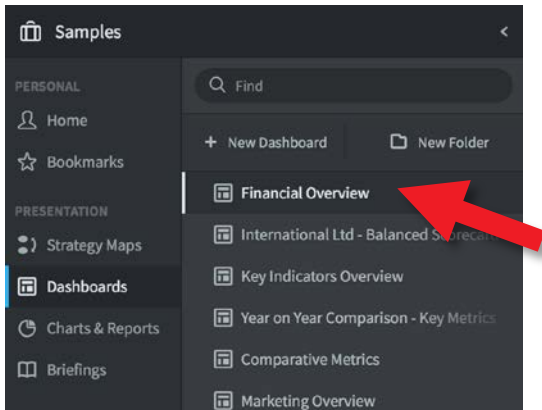 Samples
PERSONAL
Home
Bookmarks
PRESENTATION
Strategy Maps
Dashboards
Charts & Reports
Briefings
Find
+ New Dashboard New Folder
Financial Overview
International Ltd - Balanced Scorecard
Key Indicators Overview
Year on Year Comparison - Key Metrics
Comparative Metrics
Marketing Overview